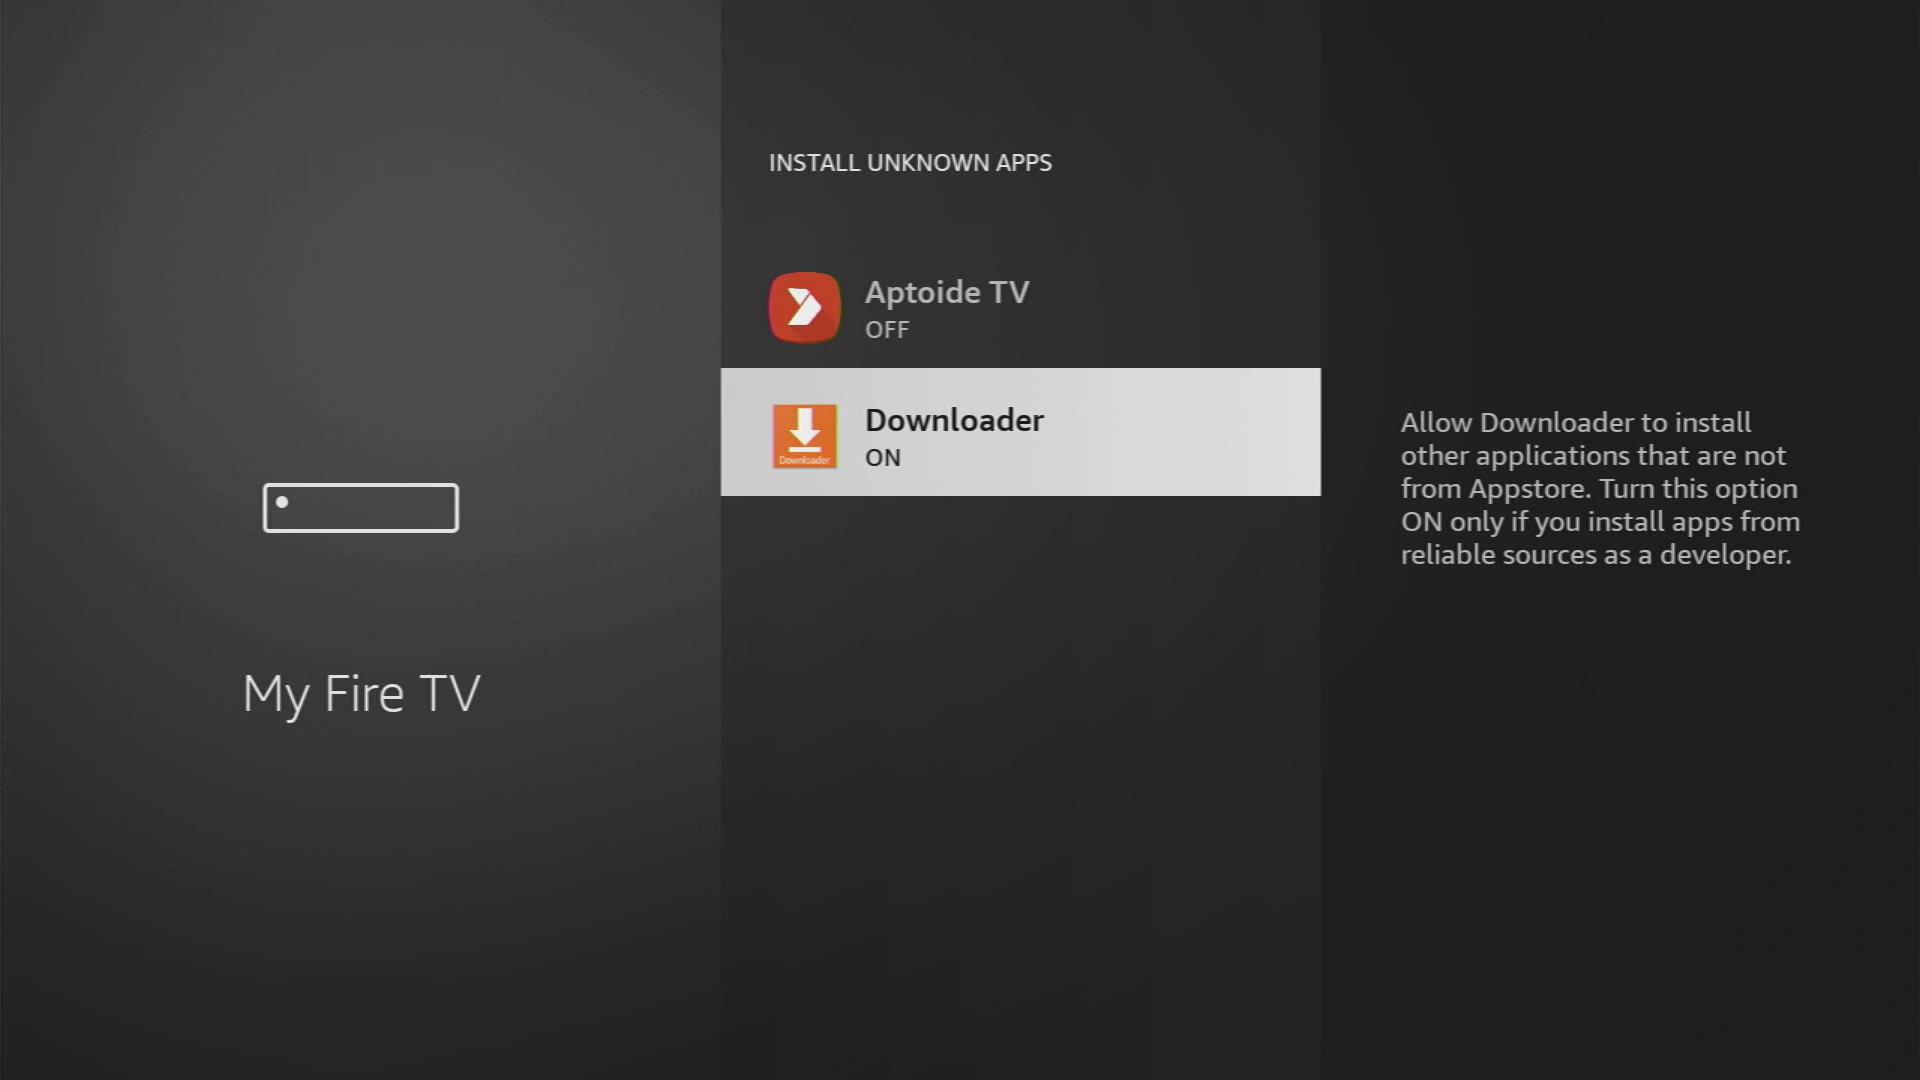 INSTALL UNKNOWN APPS
Aptoide TV
OFF
Downloader
ON
Downloader
My Fire TV
Allow Downloader to install
other applications that are not
from Appstore. Turn this option
ON only if you install apps from
reliable sources as a developer.